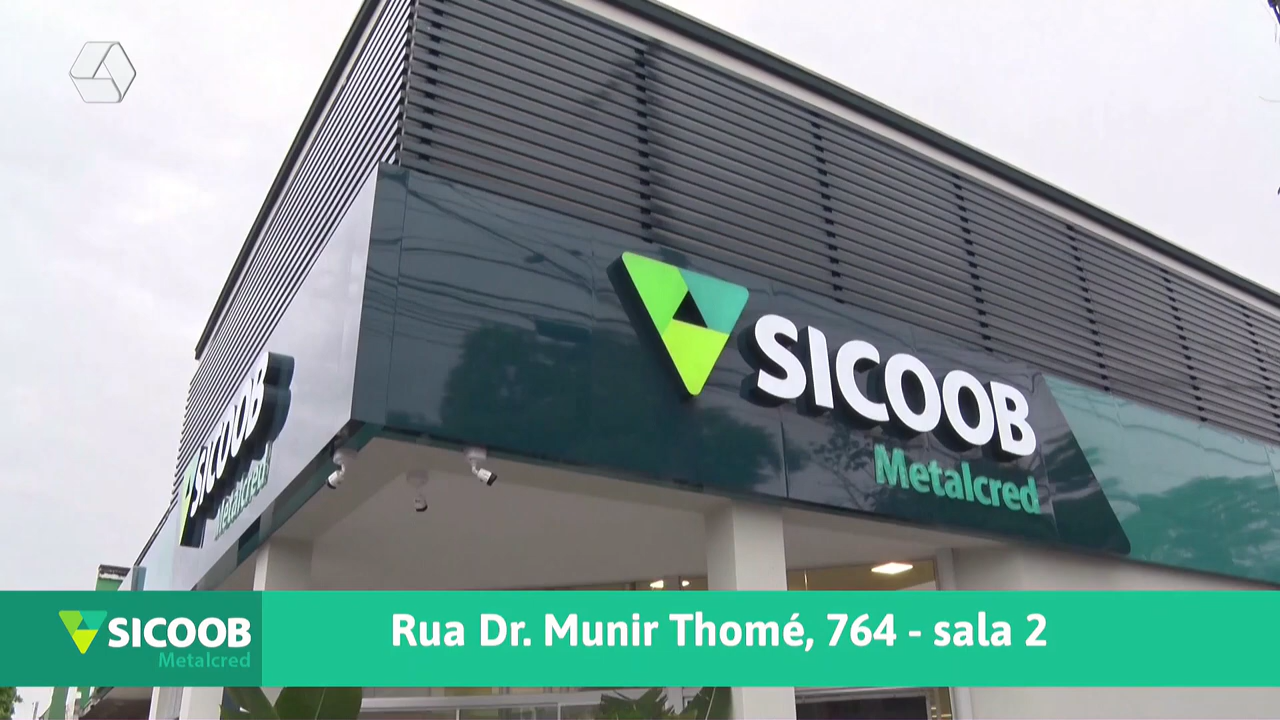 SICOOB
Metalcred
SICOOB
Metalcred
SICOOB
Metalcred
Rua Dr. Munir Thomé, 764 - sala 2